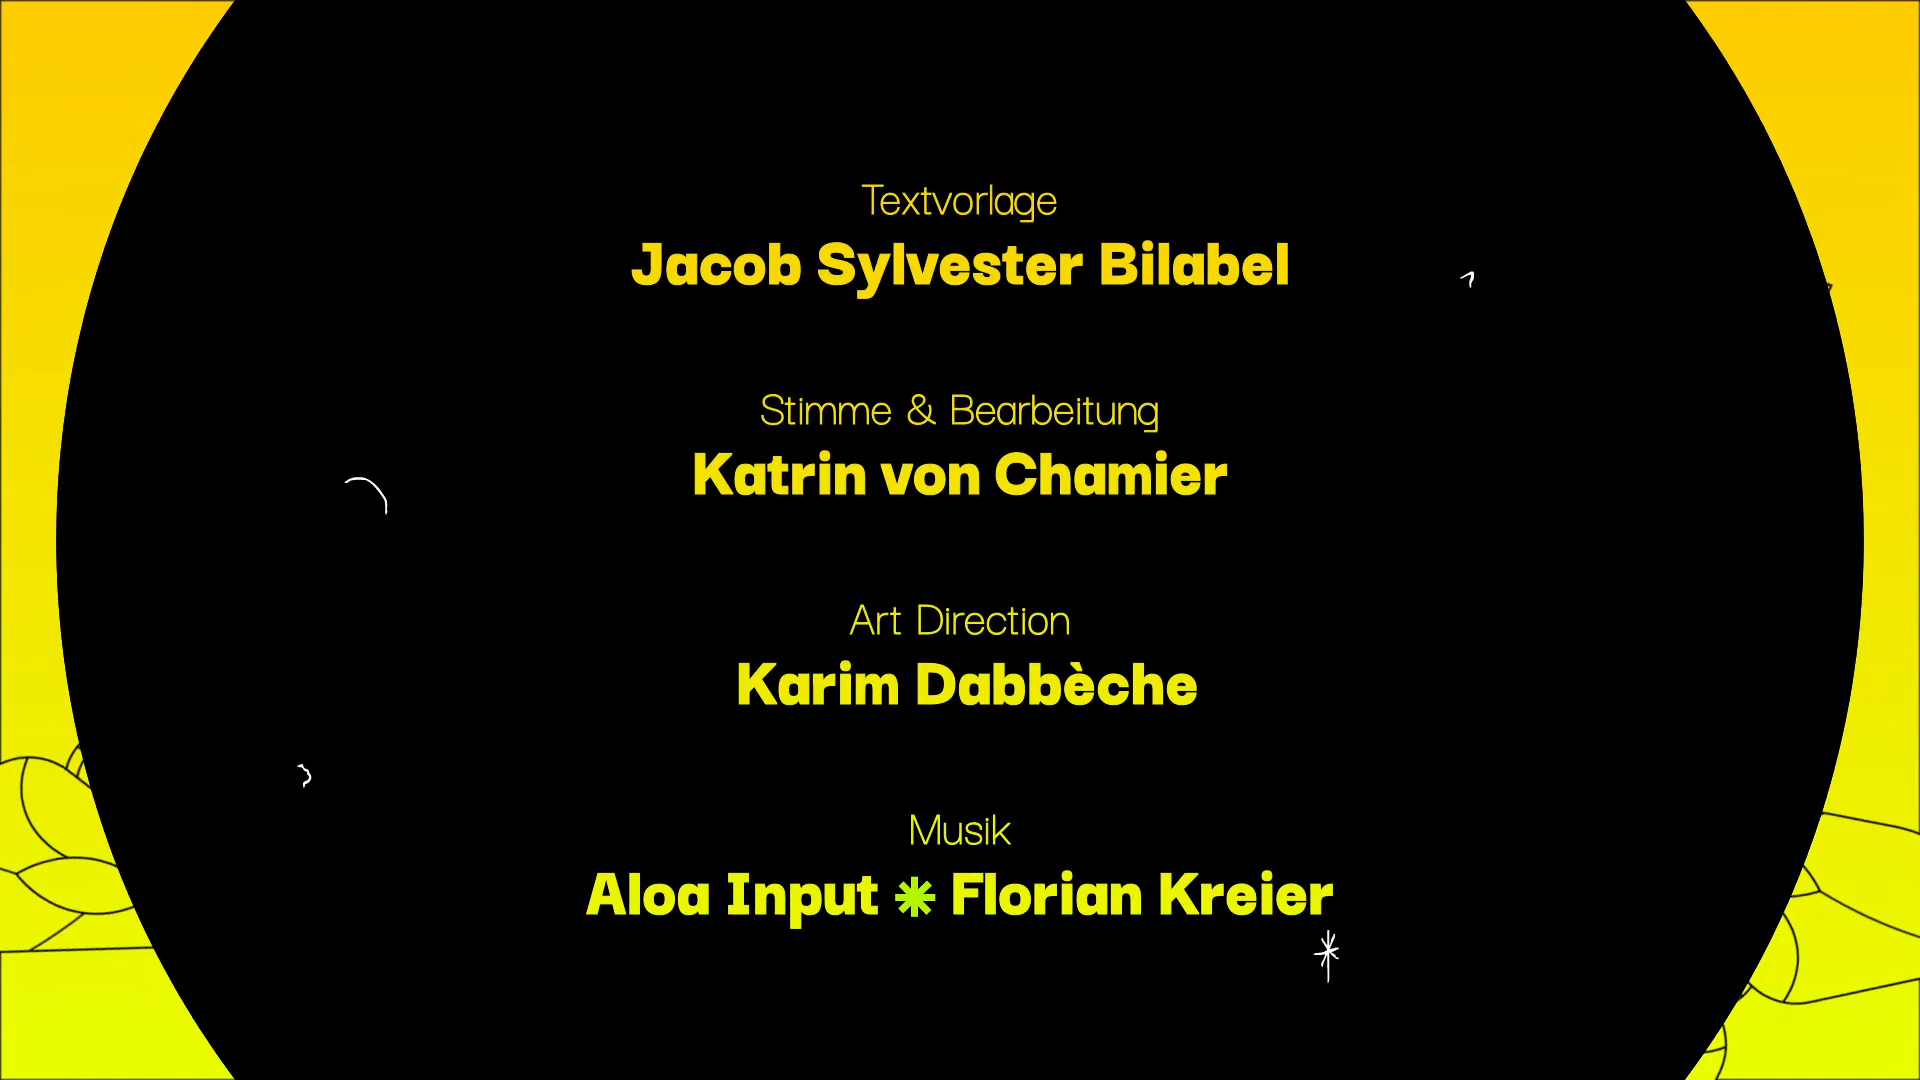 Textvorlage
Jacob Sylvester Bilabel
Stimme & Bearbeitung
Katrin von Chamier
Art Direction
Karim Dabbèche
Musik
Aloa Input ✱ Florian Kreier